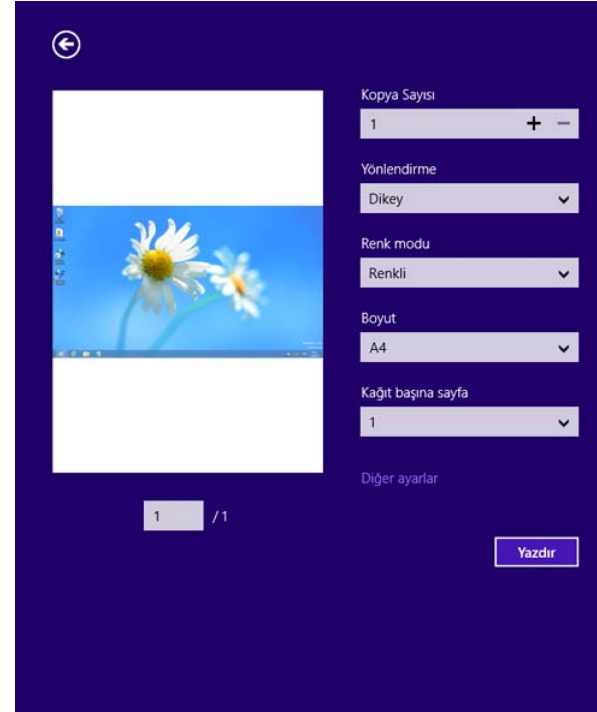 Kopya Sayısı
1
Yönlendirme
Dikey
Renk modu
Renkli
Boyut
A4
Kağıt başına sayfa
1
Diğer ayarlar
1 / 1
Yazdır